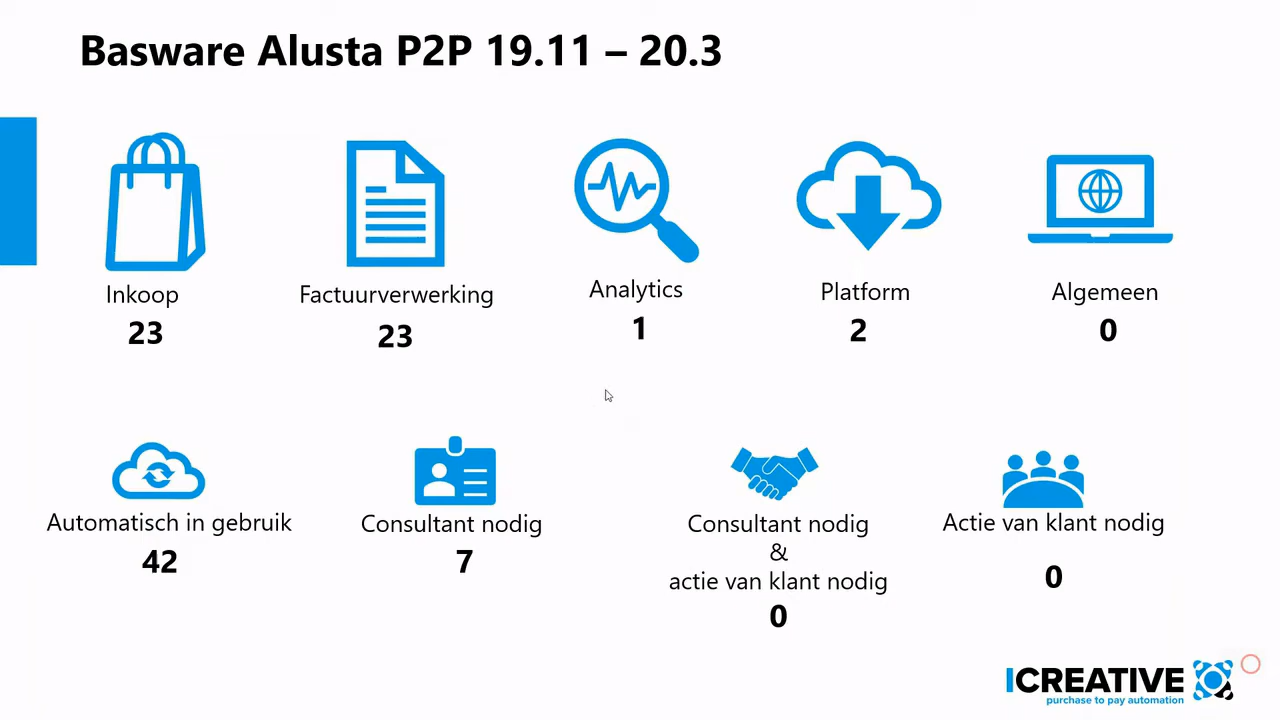 Basware Alusta P2P 19.11 – 20.3
Inkoop
23
Factuurverwerking
23
Analytics
1
Platform
2
Algemeen
0
Automatisch in gebruik
42
Consultant nodig
7
Consultant nodig
&
actie van klant nodig
0
Actie van klant nodig
0
ICREATIVE
purchase to pay automation